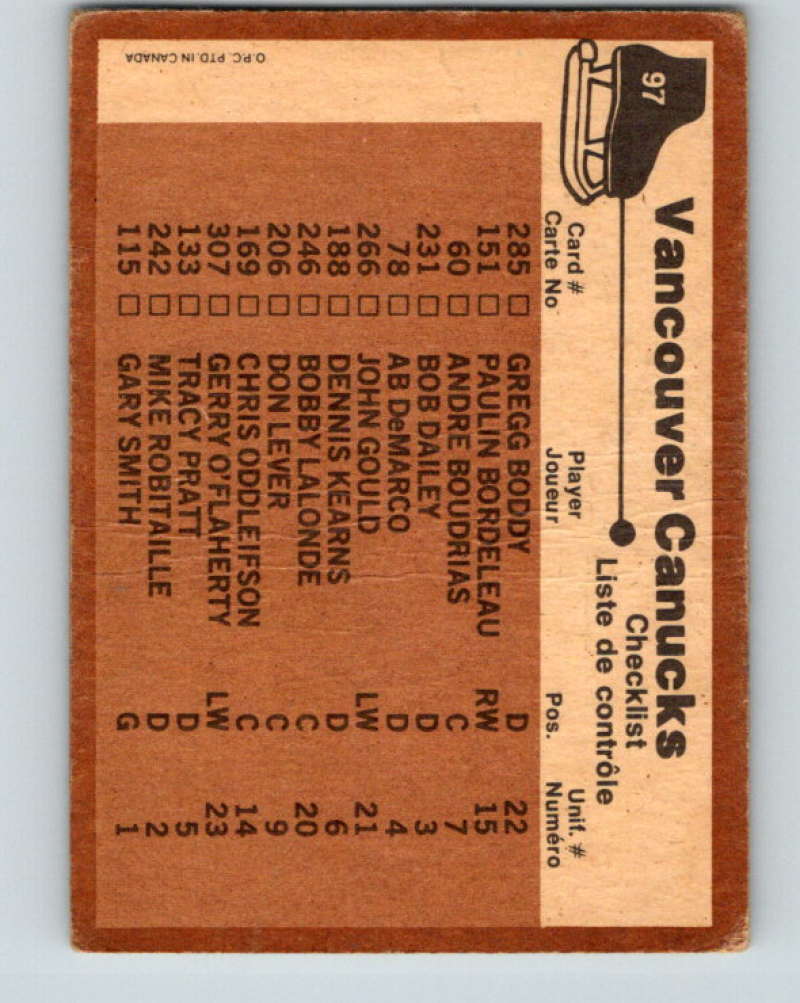 97
Vancouver Canucks
Checklist
Liste de contrôle
Card # Player Pos. Unif. #
Carte No Joueur Numéro
285 □ GREGG BODDY D 22
151 □ PAULIN BORDELEAU RW 15
60 □ ANDRE BOUDRIAS C 7
231 □ BOB DAILEY D 3
78 □ AB DeMARCO D 4
266 □ JOHN GOULD LW 21
188 □ DENNIS KEARNS D 6
246 □ BOBBY LALONDE C 20
206 □ DON LEVER C 9
169 □ CHRIS ODDLEIFSON C 14
307 □ GERRY O'FLAHERTY LW 23
133 □ TRACY PRATT D 5
242 □ MIKE ROBITAILLE D 2
115 □ GARY SMITH G 1
O.P.C. PTD. IN CANADA